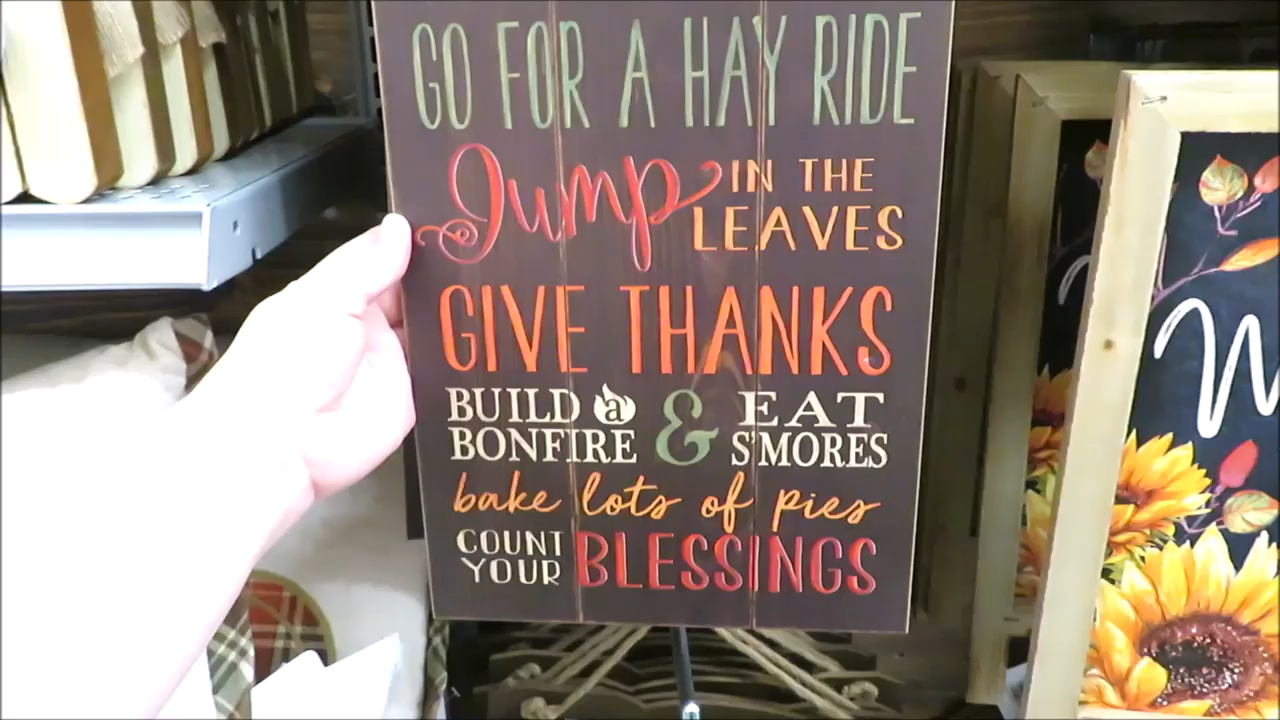 GO FOR A HAY RIDE
Jump IN THE
LEAVES
GIVE THANKS
BUILD a & EAT
BONFIRE S'MORES
bake lots of pies
COUNT YOUR BLESSINGS